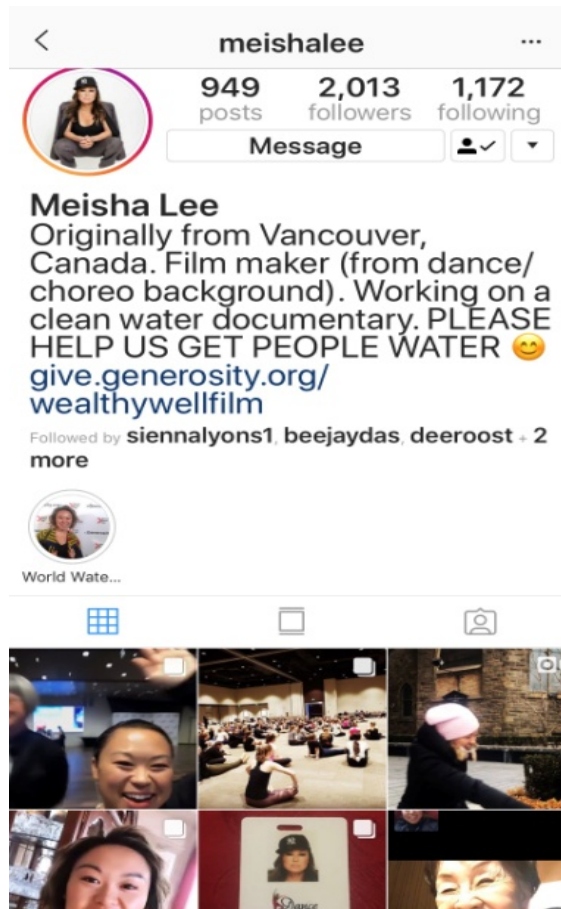 meishalee
949 2,013 1,172
posts followers following
Message
Meisha Lee
Originally from Vancouver,
Canada. Film maker (from dance/
choreo background). Working on a
clean water documentary. PLEASE
HELP US GET PEOPLE WATER 😊
give.generosity.org/
wealthywellfilm
Followed by siennalyons1, beejaydas, deeroost + 2
more
World Wate...
Dance